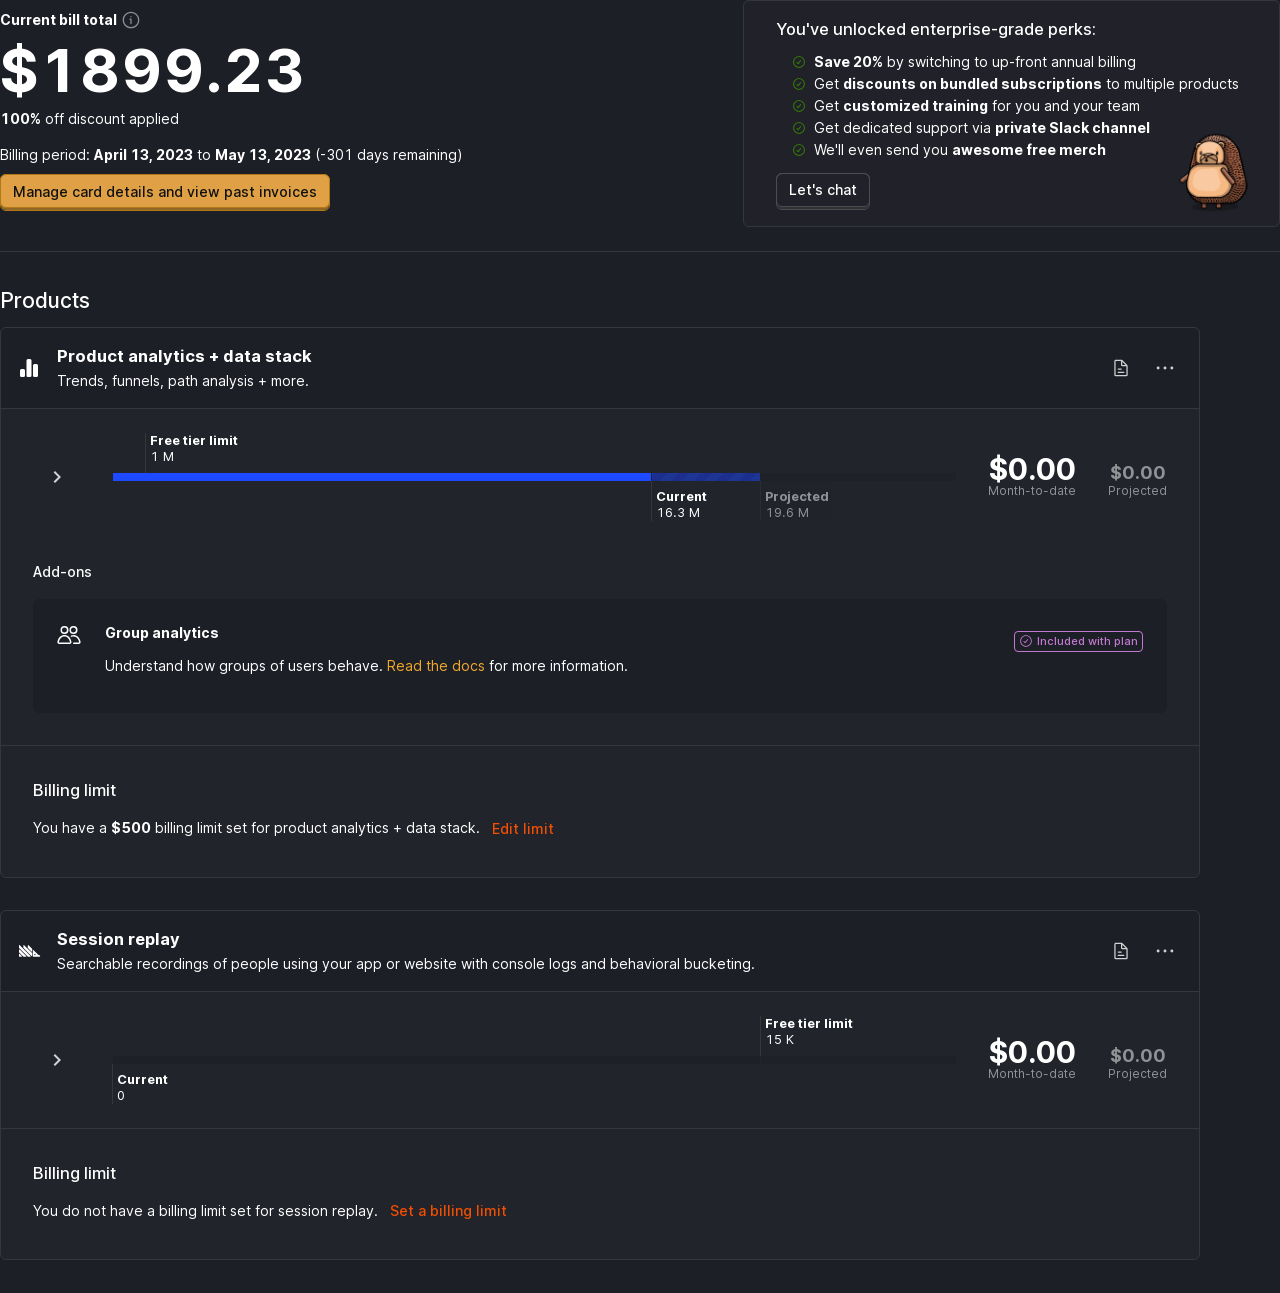 Current bill total
$1899.23
100% off discount applied
Billing period: April 13, 2023 to May 13, 2023 (-301 days remaining)
Manage card details and view past invoices
You've unlocked enterprise-grade perks:
Save 20% by switching to up-front annual billing
Get discounts on bundled subscriptions to multiple products
Get customized training for you and your team
Get dedicated support via private Slack channel
We'll even send you awesome free merch
Let's chat
Products
Product analytics + data stack
Trends, funnels, path analysis + more.
Free tier limit
1 M
Current
16.3 M
Projected
19.6 M
$0.00
Month-to-date
$0.00
Projected
Add-ons
Group analytics
Included with plan
Understand how groups of users behave. Read the docs for more information.
Billing limit
You have a $500 billing limit set for product analytics + data stack. Edit limit
Session replay
Searchable recordings of people using your app or website with console logs and behavioral bucketing.
Free tier limit
15 K
Current
0
$0.00
Month-to-date
$0.00
Projected
Billing limit
You do not have a billing limit set for session replay. Set a billing limit